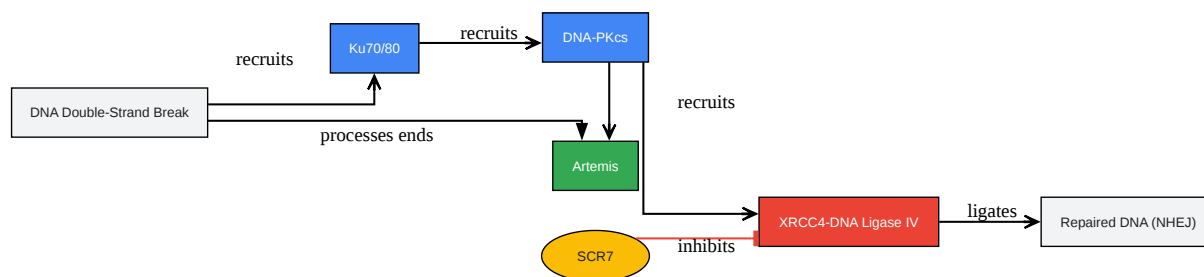 recruits
DNA-PKcs
Ku70/80
recruits
DNA Double-Strand Break
recruits
processes ends
Artemis
XRCC4-DNA Ligase IV
ligates
Repaired DNA (NHEJ)
inhibits
SCR7